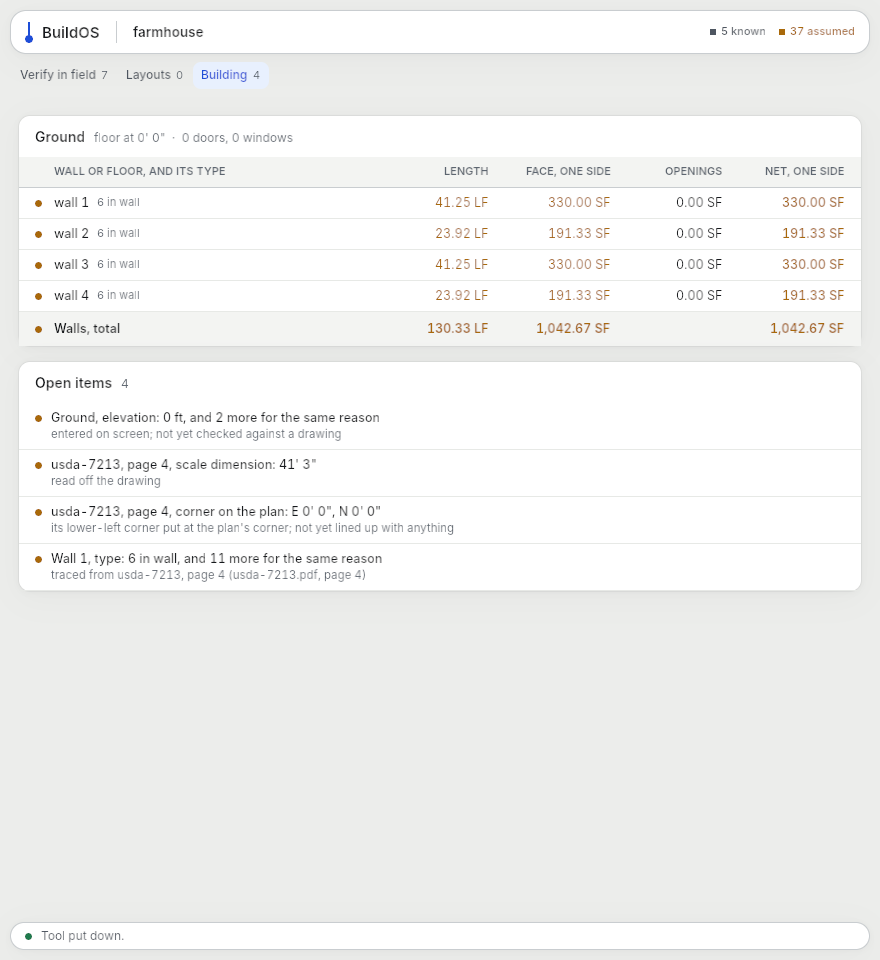 BuildOS farmhouse 5 known 37 assumed
Verify in field 7 Layouts 0 Building 4
Ground floor at 0' 0" · 0 doors, 0 windows
WALL OR FLOOR, AND ITS TYPE LENGTH FACE, ONE SIDE OPENINGS NET, ONE SIDE
wall 1 6 in wall 41.25 LF 330.00 SF 0.00 SF 330.00 SF
wall 2 6 in wall 23.92 LF 191.33 SF 0.00 SF 191.33 SF
wall 3 6 in wall 41.25 LF 330.00 SF 0.00 SF 330.00 SF
wall 4 6 in wall 23.92 LF 191.33 SF 0.00 SF 191.33 SF
Walls, total 130.33 LF 1,042.67 SF 1,042.67 SF
Open items 4
Ground, elevation: 0 ft, and 2 more for the same reason
entered on screen; not yet checked against a drawing
usda-7213, page 4, scale dimension: 41' 3"
read off the drawing
usda-7213, page 4, corner on the plan: E 0' 0", N 0' 0"
its lower-left corner put at the plan's corner; not yet lined up with anything
Wall 1, type: 6 in wall, and 11 more for the same reason
traced from usda-7213, page 4 (usda-7213.pdf, page 4)
Tool put down.